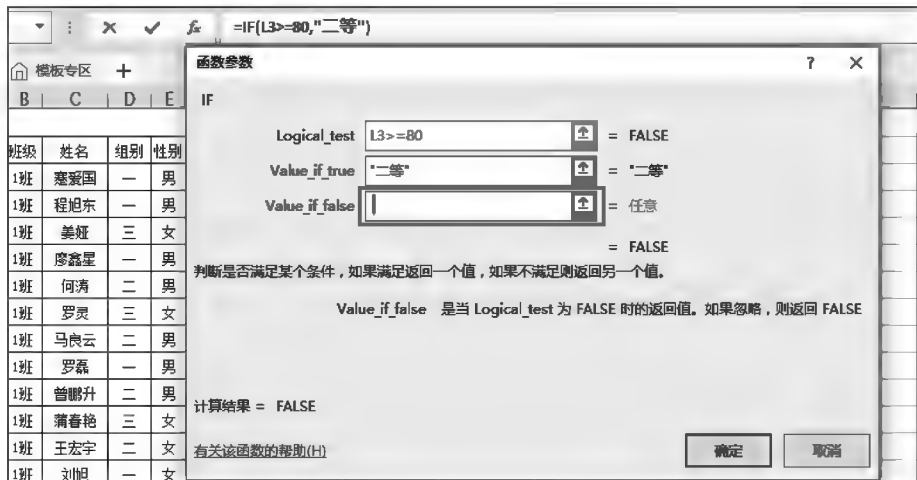 =IF(L3>=80,"二等")
模板专区
函数参数
B C D E
IF
Logical_test L3>=80 = FALSE
Value_if_true "二等" = "二等"
Value_if_false = 任意
= FALSE
判断是否满足某个条件，如果满足返回一个值，如果不满足则返回另一个值。
Value_if_false 是当 Logical_test 为 FALSE 时的返回值。如果忽略，则返回 FALSE
计算结果 = FALSE
有关该函数的帮助(H)
确定 取消
班级 姓名 组别 性别
1班 蹇爱国 一 男
1班 程旭东 一 男
1班 姜娅 三 女
1班 廖鑫星 一 男
1班 何涛 二 男
1班 罗灵 三 女
1班 马良云 二 男
1班 罗磊 一 男
1班 曾鹏升 二 男
1班 蒲春艳 三 女
1班 王宏宇 二 女
1班 刘旭 一 女